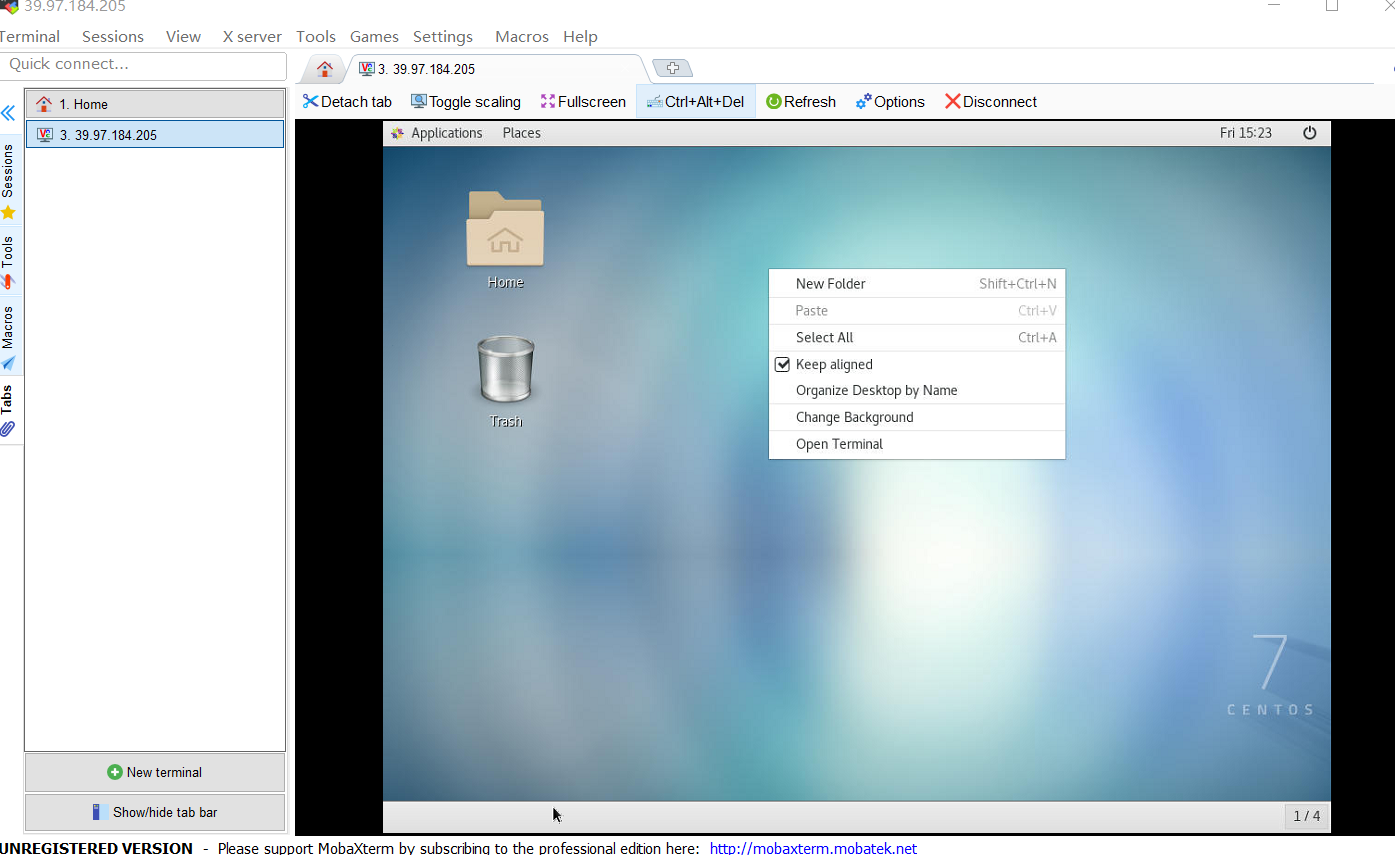 39.97.184.205
Terminal Sessions View X server Tools Games Settings Macros Help
Quick connect...
3. 39.97.184.205
Detach tab Toggle scaling Fullscreen Ctrl+Alt+Del Refresh Options Disconnect
1. Home
3. 39.97.184.205
Sessions
Tools
Macros
Tabs
Applications Places Fri 15:23
Home
Trash
New Folder Shift+Ctrl+N
Paste Ctrl+V
Select All Ctrl+A
Keep aligned
Organize Desktop by Name
Change Background
Open Terminal
7
CENTOS
1 / 4
New terminal
Show/hide tab bar
UNREGISTERED VERSION - Please support MobaXterm by subscribing to the professional edition here: http://mobaxterm.mobatek.net